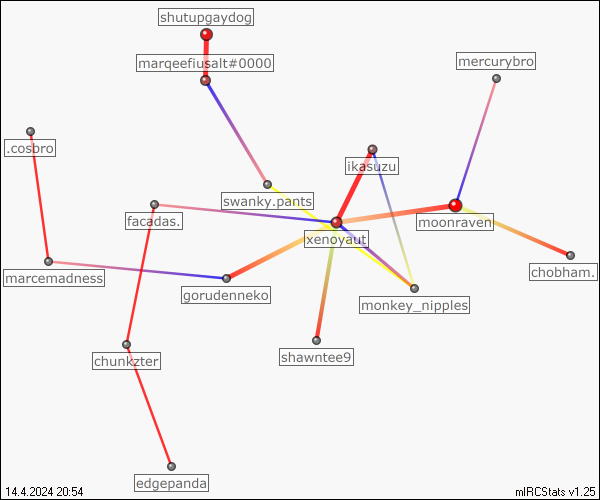 shutupgaydog
marqeefiusalt#0000
mercurybro
.cosbro
ikasuzu
swanky.pants
facadas.
moonraven
xenoyaut
marcemadness
chobham.
gorudenneko
monkey_nipples
shawntee9
chunkzter
edgepanda
14.4.2024 20:54
mIRCStats v1.25